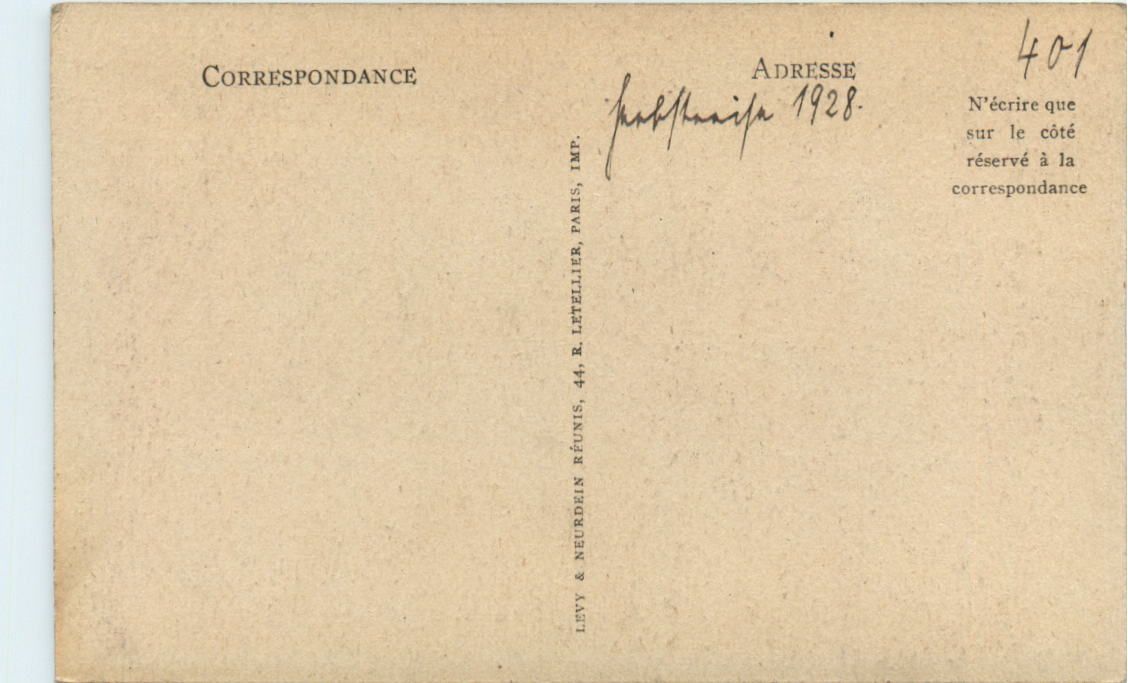 CORRESPONDANCE
ADRESSE
401
Herbstreise 1928.
N'écrire que
sur le côté
réservé à la
correspondance
LEVY & NEURDEIN RÉUNIS, 44, R. LETELLIER, PARIS, IMP.